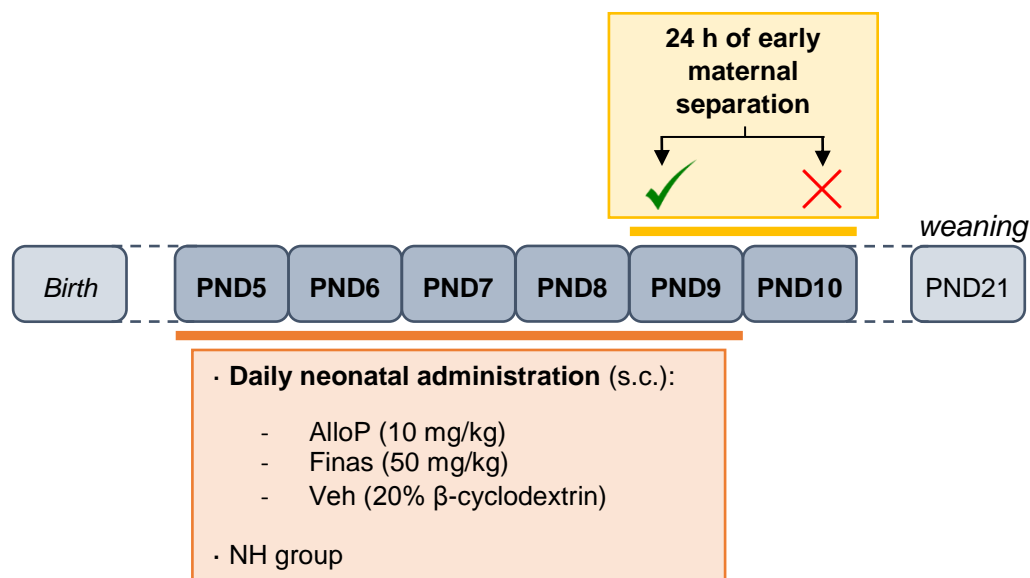 24 h of early
maternal
separation
weaning
Birth
PND5
PND6
PND7
PND8
PND9
PND10
PND21
· Daily neonatal administration (s.c.):
- AlloP (10 mg/kg)
- Finas (50 mg/kg)
- Veh (20% β-cyclodextrin)
· NH group